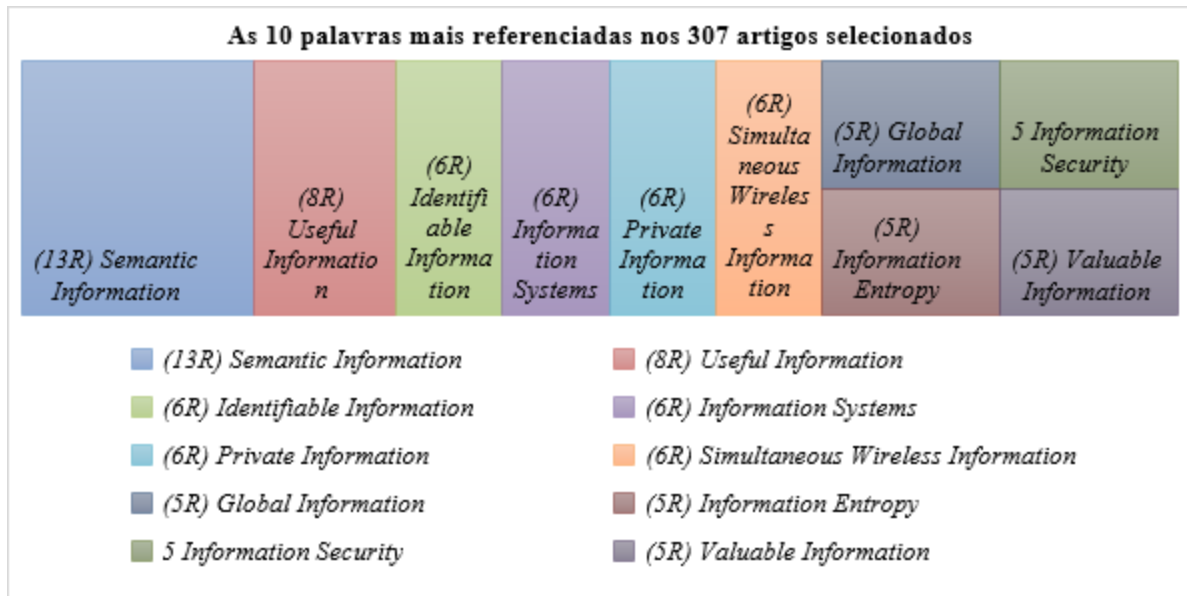 As 10 palavras mais referenciadas nos 307 artigos selecionados
(13R) Semantic
Information
(8R)
Useful
Informatio
n
(6R)
Identifi
able
Informa
tion
(6R)
Informa
tion
Systems
(6R)
Private
Informa
tion
(6R)
Simulta
neous
Wireles
s
Informa
tion
(5R) Global
Information
5 Information
Security
(5R)
Information
Entropy
(5R) Valuable
Information
(13R) Semantic Information
(8R) Useful Information
(6R) Identifiable Information
(6R) Information Systems
(6R) Private Information
(6R) Simultaneous Wireless Information
(5R) Global Information
(5R) Information Entropy
5 Information Security
(5R) Valuable Information